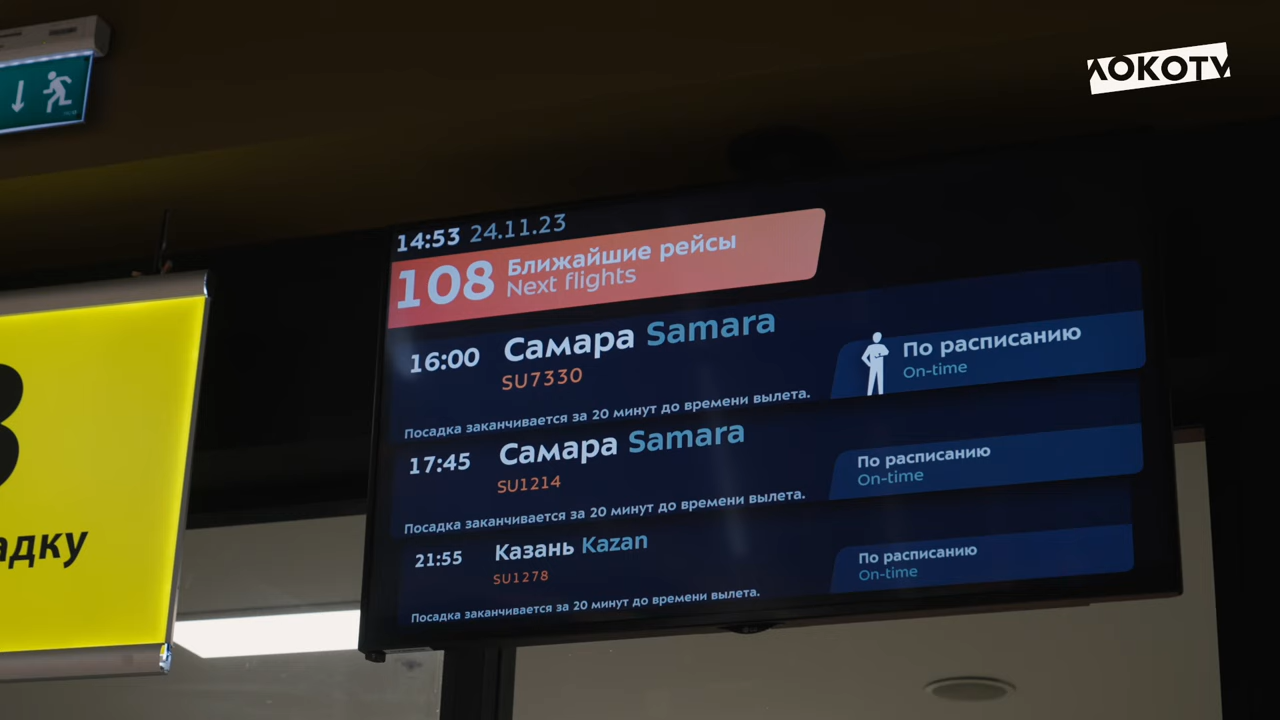 ЛОКОTV
14:53 24.11.23
108 Ближайшие рейсы
Next flights
16:00 Самара Samara
SU7330
По расписанию
On-time
Посадка заканчивается за 20 минут до времени вылета.
17:45 Самара Samara
SU1214
По расписанию
On-time
Посадка заканчивается за 20 минут до времени вылета.
21:55 Казань Kazan
SU1278
По расписанию
On-time
Посадка заканчивается за 20 минут до времени вылета.
адку